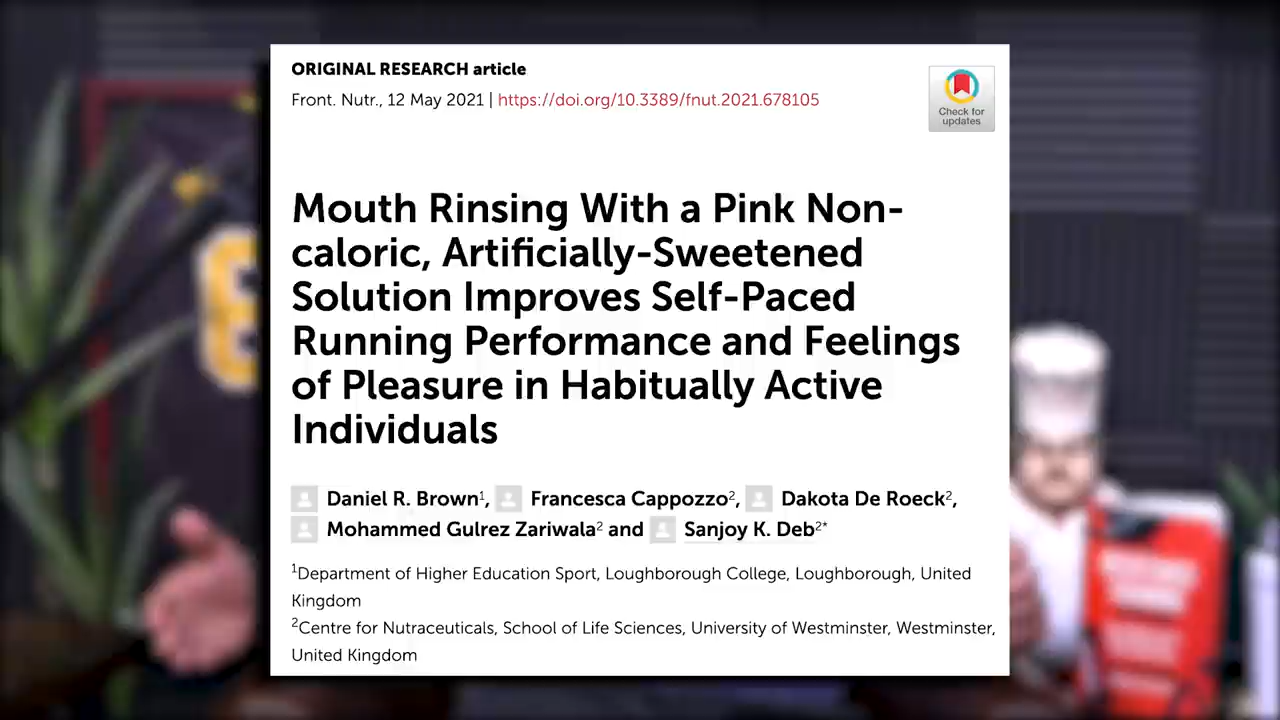 ORIGINAL RESEARCH article
Front. Nutr., 12 May 2021 | https://doi.org/10.3389/fnut.2021.678105
Check for
updates
Mouth Rinsing With a Pink Non-
caloric, Artificially-Sweetened
Solution Improves Self-Paced
Running Performance and Feelings
of Pleasure in Habitually Active
Individuals
Daniel R. Brown1, Francesca Cappozzo2, Dakota De Roeck2,
Mohammed Gulrez Zariwala2 and Sanjoy K. Deb2*
1Department of Higher Education Sport, Loughborough College, Loughborough, United
Kingdom
2Centre for Nutraceuticals, School of Life Sciences, University of Westminster, Westminster,
United Kingdom